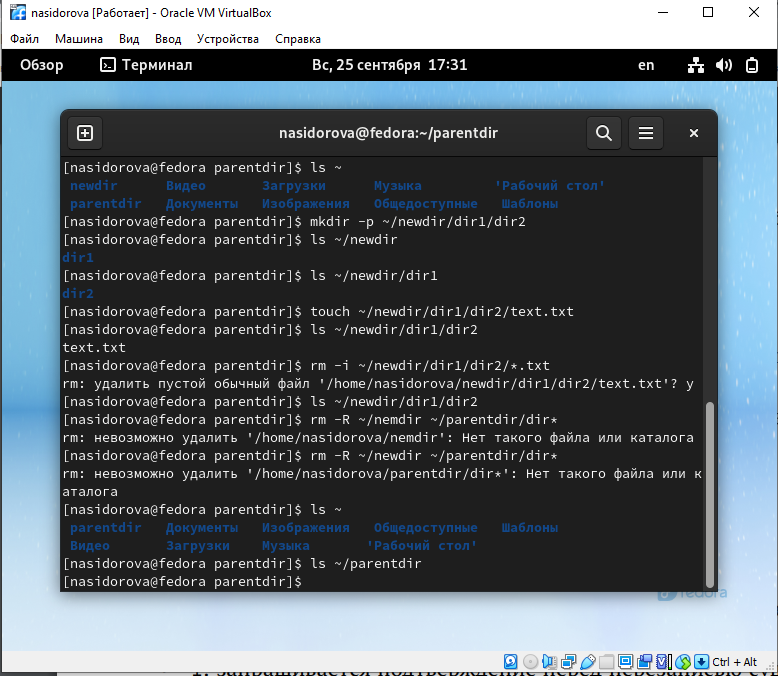 nasidorova [Работает] - Oracle VM VirtualBox
Файл Машина Вид Ввод Устройства Справка
Обзор Терминал Вс, 25 сентября 17:31 en
nasidorova@fedora:~/parentdir
[nasidorova@fedora parentdir]$ ls ~
newdir Видео Загрузки Музыка 'Рабочий стол'
parentdir Документы Изображения Общедоступные Шаблоны
[nasidorova@fedora parentdir]$ mkdir -p ~/newdir/dir1/dir2
[nasidorova@fedora parentdir]$ ls ~/newdir
dir1
[nasidorova@fedora parentdir]$ ls ~/newdir/dir1
dir2
[nasidorova@fedora parentdir]$ touch ~/newdir/dir1/dir2/text.txt
[nasidorova@fedora parentdir]$ ls ~/newdir/dir1/dir2
text.txt
[nasidorova@fedora parentdir]$ rm -i ~/newdir/dir1/dir2/*.txt
rm: удалить пустой обычный файл '/home/nasidorova/newdir/dir1/dir2/text.txt'? y
[nasidorova@fedora parentdir]$ ls ~/newdir/dir1/dir2
[nasidorova@fedora parentdir]$ rm -R ~/nemdir ~/parentdir/dir*
rm: невозможно удалить '/home/nasidorova/nemdir': Нет такого файла или каталога
[nasidorova@fedora parentdir]$ rm -R ~/newdir ~/parentdir/dir*
rm: невозможно удалить '/home/nasidorova/parentdir/dir*': Нет такого файла или к
аталога
[nasidorova@fedora parentdir]$ ls ~
parentdir Документы Изображения Общедоступные Шаблоны
Видео Загрузки Музыка 'Рабочий стол'
[nasidorova@fedora parentdir]$ ls ~/parentdir
[nasidorova@fedora parentdir]$
fedora
Ctrl + Alt